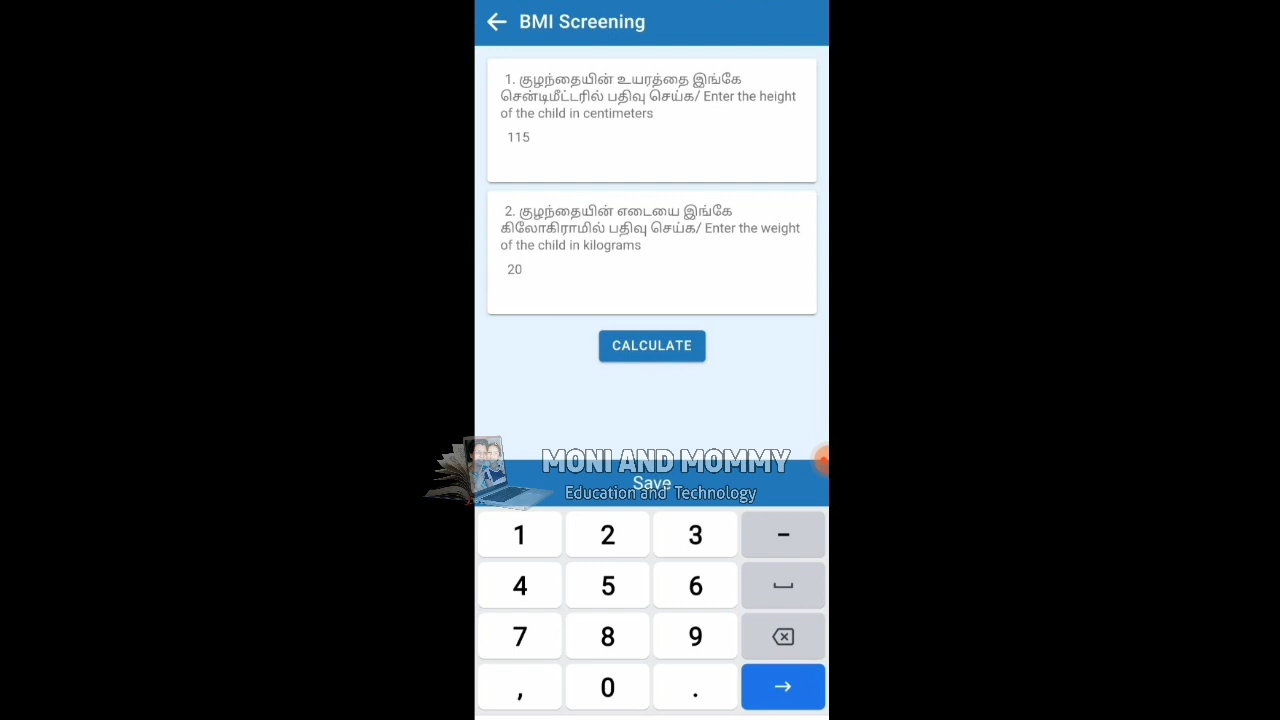 BMI Screening
1. குழந்தையின் உயரத்தை இங்கே
சென்டிமீட்டரில் பதிவு செய்க/ Enter the height
of the child in centimeters
115
2. குழந்தையின் எடையை இங்கே
கிலோகிராமில் பதிவு செய்க/ Enter the weight
of the child in kilograms
20
CALCULATE
MONI AND MOMMY
Save
Education and Technology
1 2 3 -
4 5 6
7 8 9
, 0 .